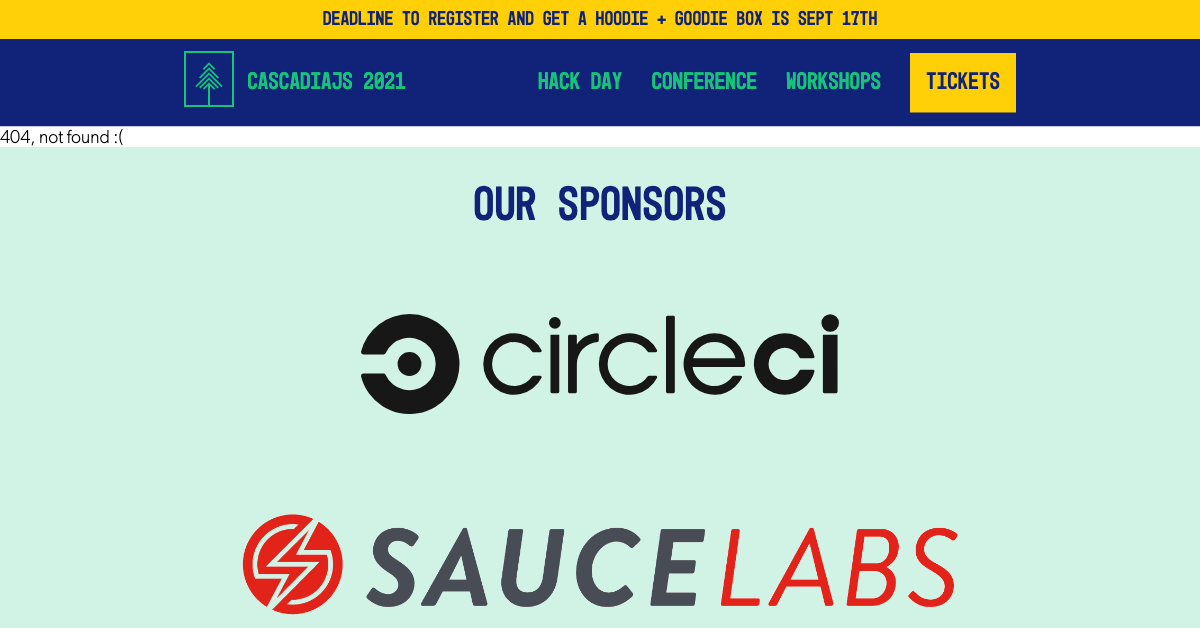 DEADLINE TO REGISTER AND GET A HOODIE + GOODIE BOX IS SEPT 17TH
CASCADIAJS 2021 HACK DAY CONFERENCE WORKSHOPS TICKETS
404, not found :(
OUR SPONSORS
circleci
SAUCELABS